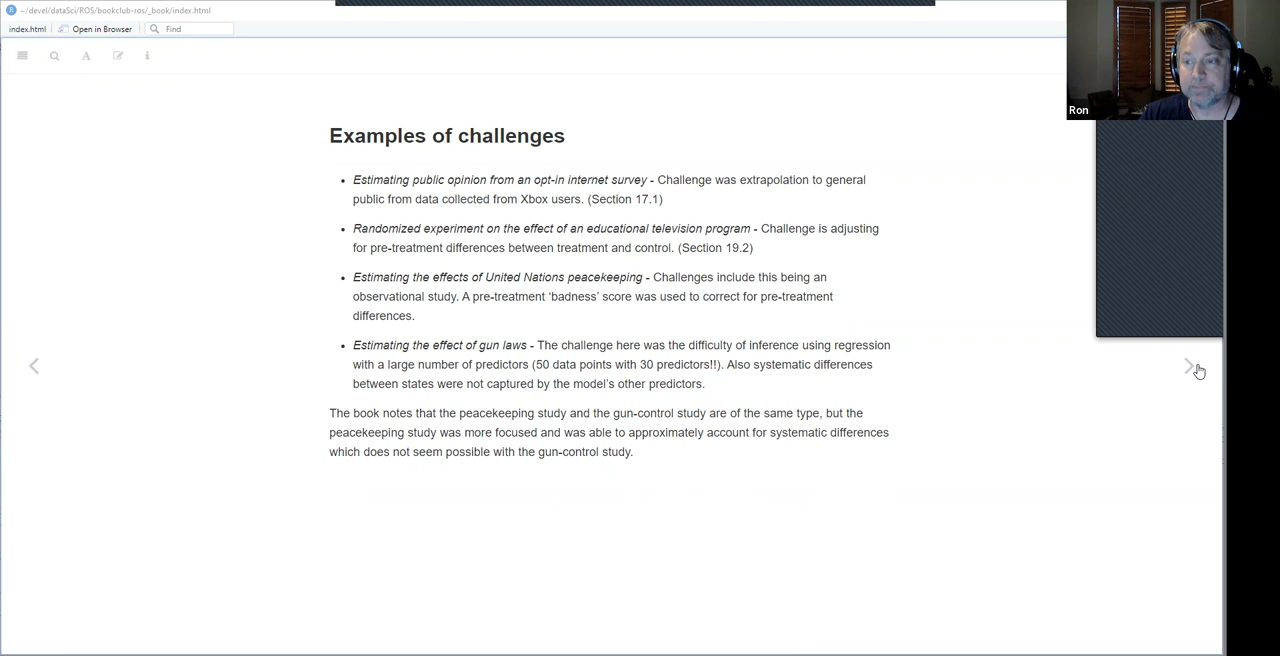 ~/devel/dataSci/ROS/bookclub-ros/_book/index.html
index.html Open in Browser Find
A i
Ron
Examples of challenges
• Estimating public opinion from an opt-in internet survey - Challenge was extrapolation to general
public from data collected from Xbox users. (Section 17.1)
• Randomized experiment on the effect of an educational television program - Challenge is adjusting
for pre-treatment differences between treatment and control. (Section 19.2)
• Estimating the effects of United Nations peacekeeping - Challenges include this being an
observational study. A pre-treatment ‘badness’ score was used to correct for pre-treatment
differences.
• Estimating the effect of gun laws - The challenge here was the difficulty of inference using regression
with a large number of predictors (50 data points with 30 predictors!!). Also systematic differences
between states were not captured by the model’s other predictors.
The book notes that the peacekeeping study and the gun-control study are of the same type, but the
peacekeeping study was more focused and was able to approximately account for systematic differences
which does not seem possible with the gun-control study.